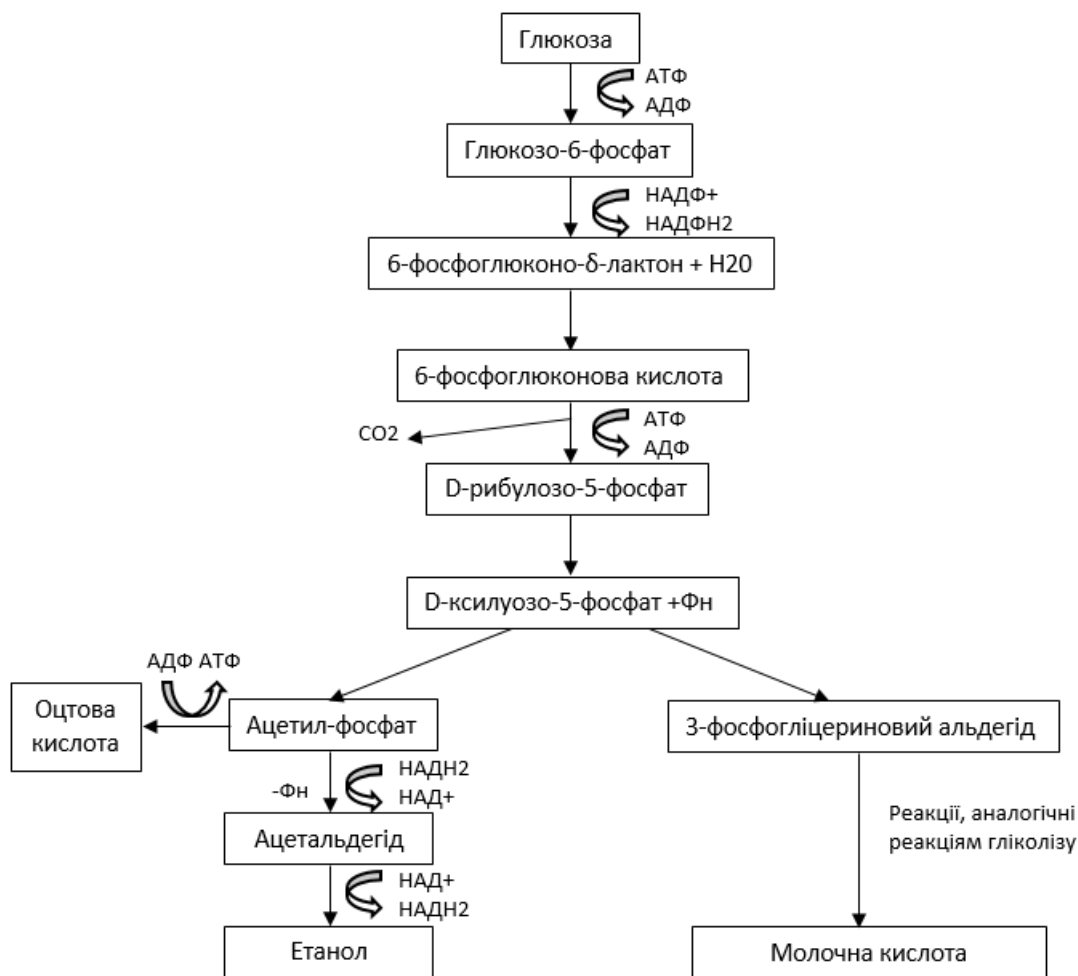 Глюкоза
АТФ
АДФ
Глюкозо-6-фосфат
НАДФ+
НАДФН2
6-фосфоглюконо-δ-лактон + Н20
6-фосфоглюконова кислота
СО2
АТФ
АДФ
D-рибулозо-5-фосфат
D-ксилуозо-5-фосфат +Фн
АДФ АТФ
Оцтова
кислота
Ацетил-фосфат
3-фосфогліцериновий альдегід
-Фн
НАДН2
НАД+
Реакції, аналогічні
реакціям гліколізу
Ацетальдегід
НАД+
НАДН2
Етанол
Молочна кислота